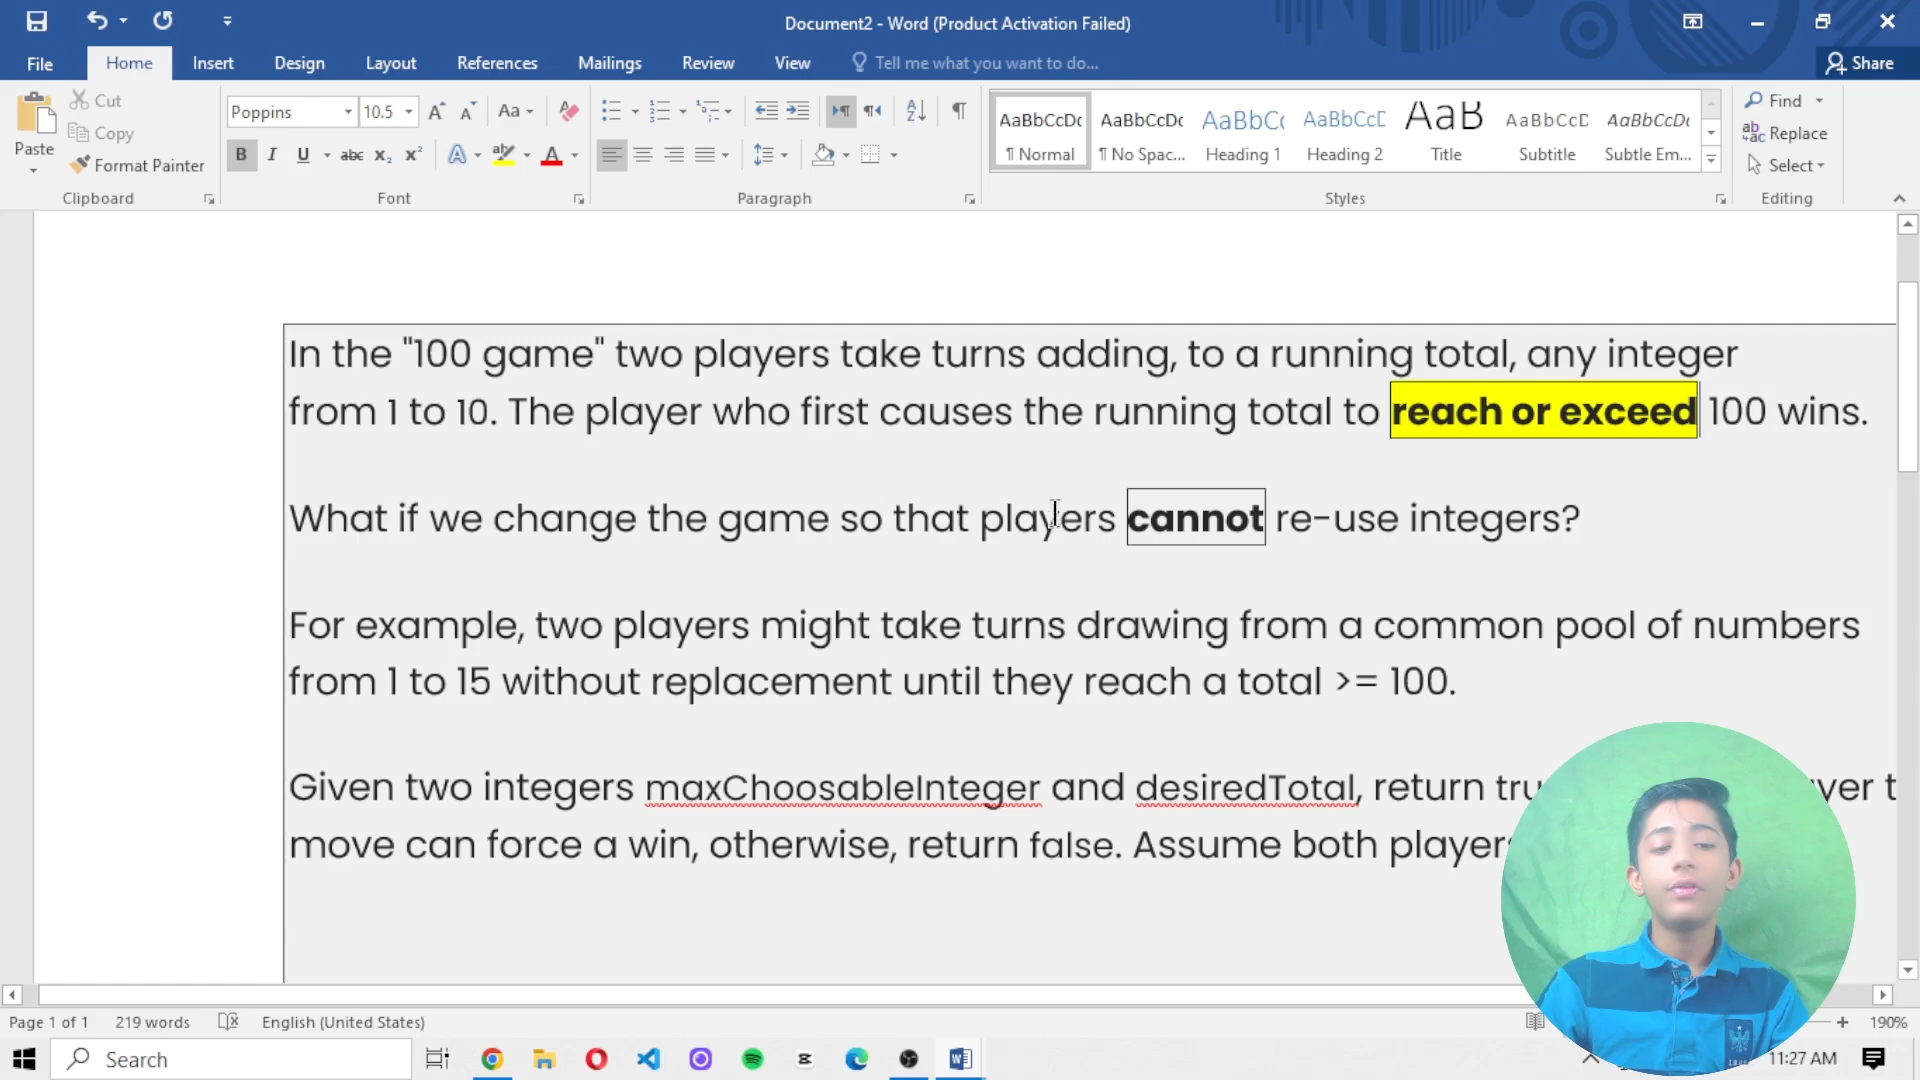 Document2 - Word (Product Activation Failed)
File Home Insert Design Layout References Mailings Review View Tell me what you want to do... Share
Paste
Cut
Copy
Format Painter
Clipboard
Poppins 10.5
Font
Paragraph
AaBbCcDc AaBbCcDc AaBbCc AaBbCcC AaB AaBbCcD AaBbCcDc
¶ Normal ¶ No Spac... Heading 1 Heading 2 Title Subtitle Subtle Em...
Styles
Find
Replace
Select
Editing
In the "100 game" two players take turns adding, to a running total, any integer
from 1 to 10. The player who first causes the running total to reach or exceed 100 wins.
What if we change the game so that players cannot re-use integers?
For example, two players might take turns drawing from a common pool of numbers
from 1 to 15 without replacement until they reach a total >= 100.
Given two integers maxChoosableInteger and desiredTotal, return
move can force a win, otherwise, return false. Assume both
Page 1 of 1 219 words English (United States) 190%
Search 11:27 AM